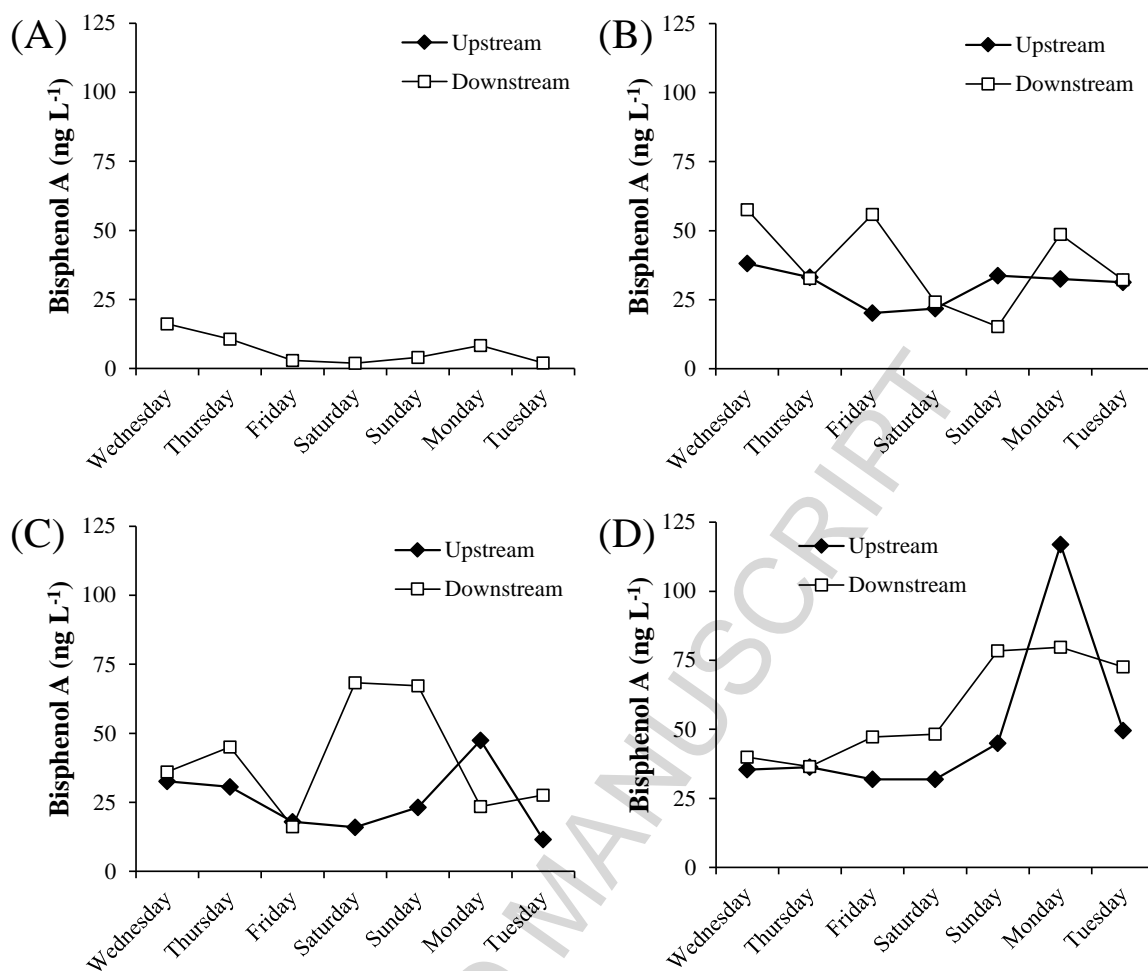 (A)
125
100
75
50
25
0
Bisphenol A (ng L-1)
Upstream
Downstream
Wednesday
Thursday
Friday
Saturday
Sunday
Monday
Tuesday
(B)
125
100
75
50
25
0
Bisphenol A (ng L-1)
Upstream
Downstream
Wednesday
Thursday
Friday
Saturday
Sunday
Monday
Tuesday
(C)
125
100
75
50
25
0
Bisphenol A (ng L-1)
Upstream
Downstream
Wednesday
Thursday
Friday
Saturday
Sunday
Monday
Tuesday
(D)
125
100
75
50
25
0
Bisphenol A (ng L-1)
Upstream
Downstream
Wednesday
Thursday
Friday
Saturday
Sunday
Monday
Tuesday
MANUSCRIPT